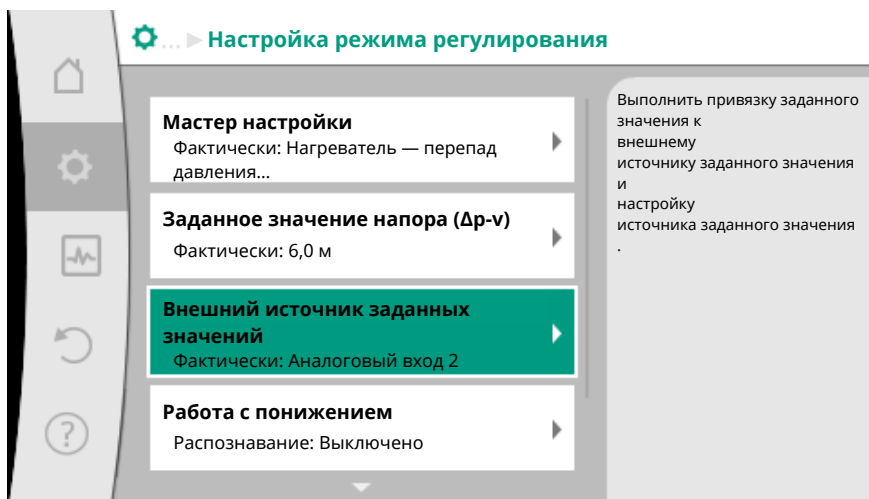 ... Настройка режима регулирования
Мастер настройки
Фактически: Нагреватель — перепад
давления...
Заданное значение напора (Δp-v)
Фактически: 6,0 м
Внешний источник заданных
значений
Фактически: Аналоговый вход 2
Работа с понижением
Распознавание: Выключено
?
Выполнить привязку заданного
значения к
внешнему
источнику заданного значения
и
настройку
источника заданного значения
.